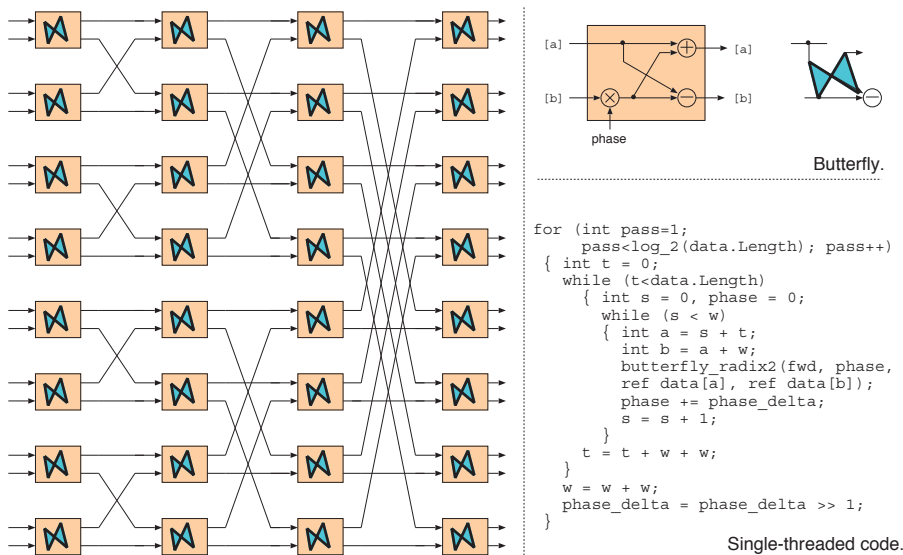 [a]
[a]
[b]
[b]
phase
Butterfly.
for (int pass=1;
pass<log_2(data.Length); pass++)
{ int t = 0;
while (t<data.Length)
{ int s = 0, phase = 0;
while (s < w)
{ int a = s + t;
int b = a + w;
butterfly_radix2(fwd, phase,
ref data[a], ref data[b]);
phase += phase_delta;
s = s + 1;
}
t = t + w + w;
}
w = w + w;
phase_delta = phase_delta >> 1;
}
Single-threaded code.